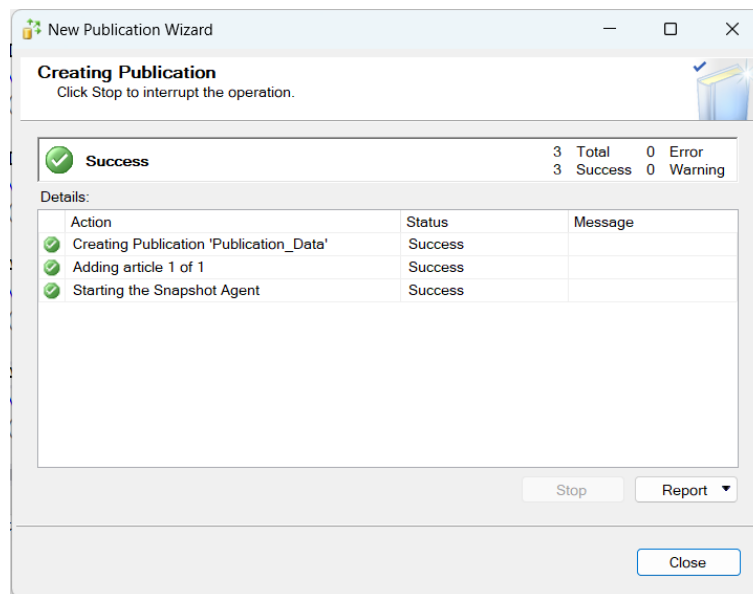 New Publication Wizard
Creating Publication
Click Stop to interrupt the operation.
Success
3 Total 0 Error
3 Success 0 Warning
Details:
Action Status Message
Creating Publication 'Publication_Data' Success
Adding article 1 of 1 Success
Starting the Snapshot Agent Success
Stop Report
Close